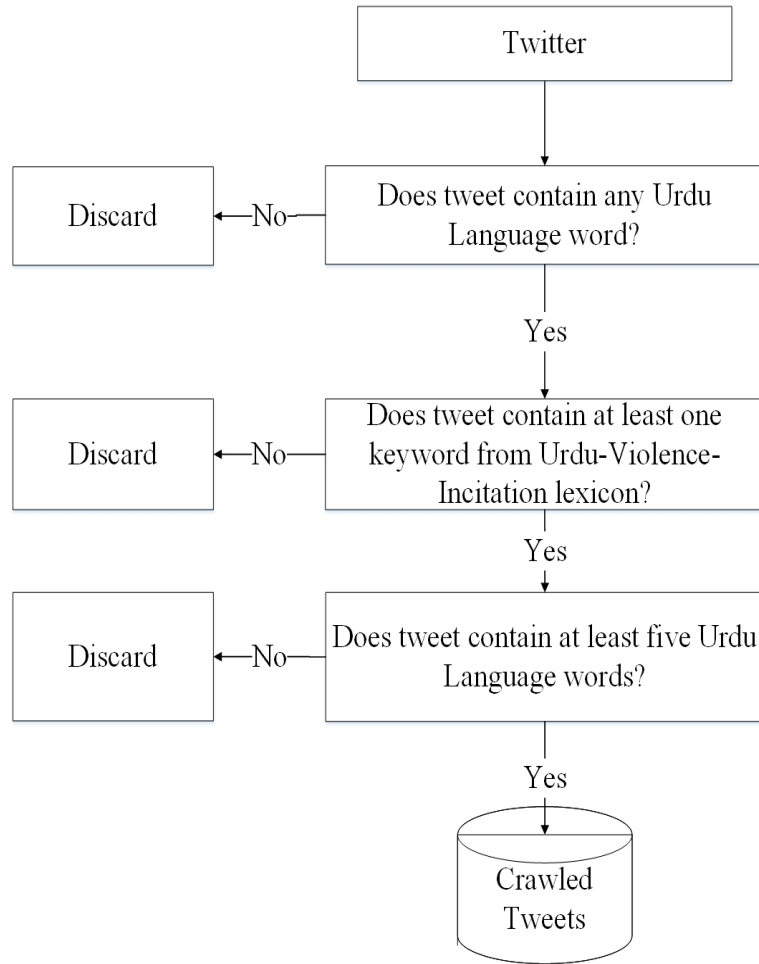 Twitter
Does tweet contain any Urdu
Language word?
No
Discard
Yes
Does tweet contain at least one
keyword from Urdu-Violence-
Incitation lexicon?
No
Discard
Yes
Does tweet contain at least five Urdu
Language words?
No
Discard
Yes
Crawled
Tweets